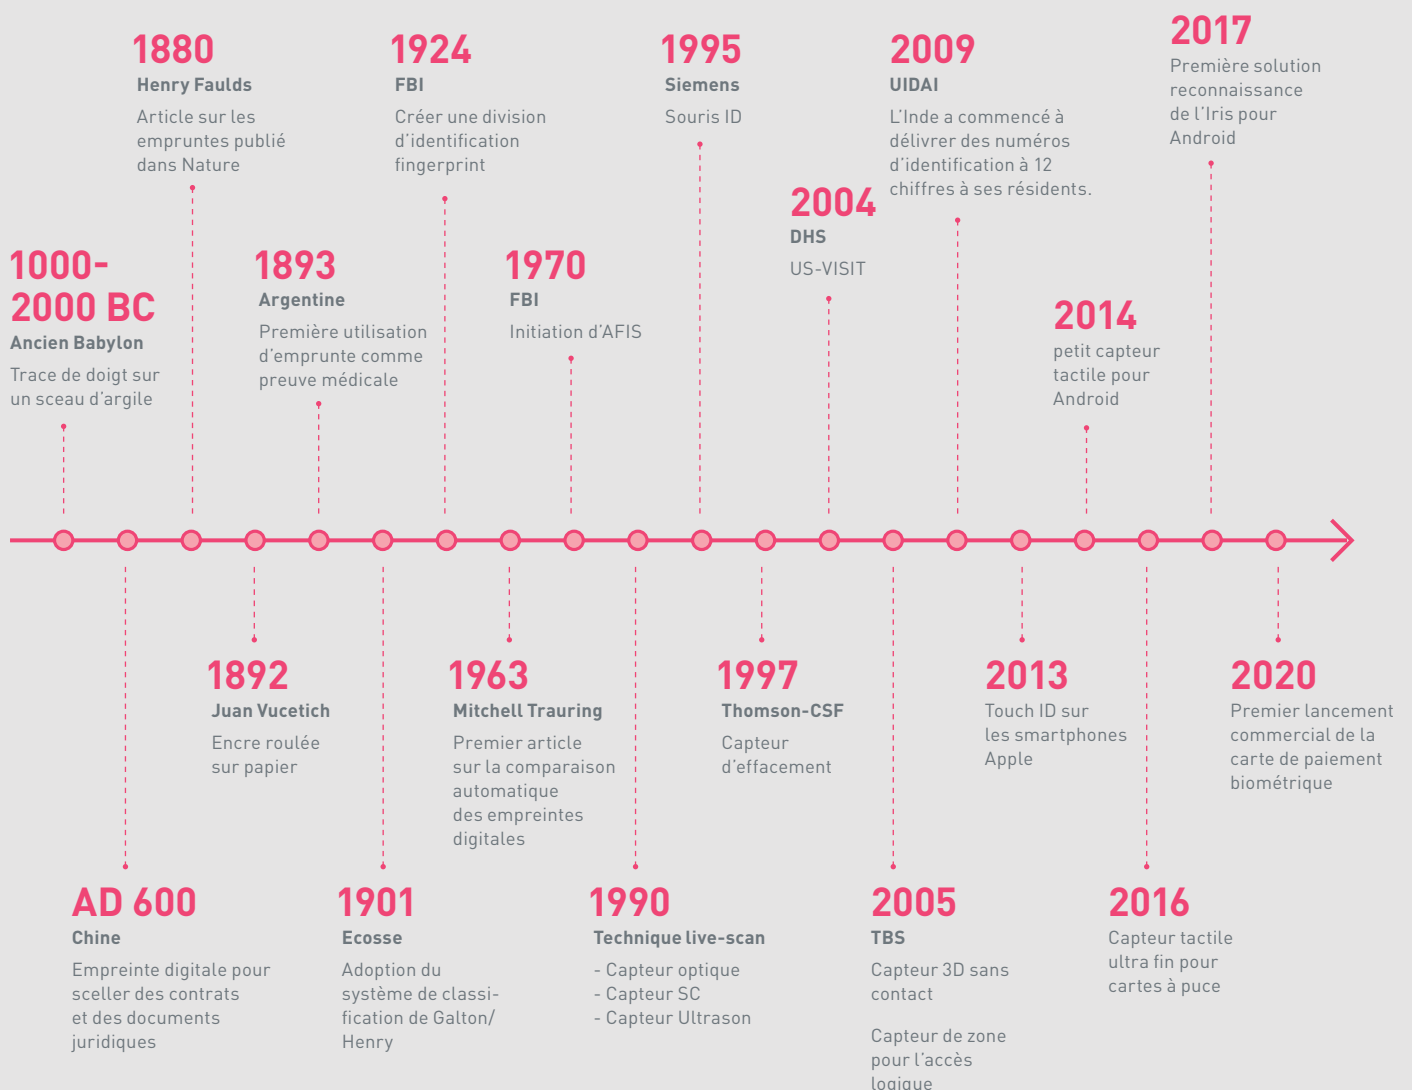 1000-
2000 BC
Ancien Babylon
Trace de doigt sur
un sceau d'argile
AD 600
Chine
Empreinte digitale pour
sceller des contrats
et des documents
juridiques
1880
Henry Faulds
Article sur les
empruntes publié
dans Nature
1892
Juan Vucetich
Encre roulée
sur papier
1893
Argentine
Première utilisation
d'emprunte comme
preuve médicale
1901
Ecosse
Adoption du
système de classi-
fication de Galton/
Henry
1924
FBI
Créer une division
d'identification
fingerprint
1963
Mitchell Trauring
Premier article
sur la comparaison
automatique
des empreintes
digitales
1970
FBI
Initiation d'AFIS
1990
Technique live-scan
- Capteur optique
- Capteur SC
- Capteur Ultrason
1995
Siemens
Souris ID
1997
Thomson-CSF
Capteur
d'effacement
2004
DHS
US-VISIT
2005
TBS
Capteur 3D sans
contact
Capteur de zone
pour l'accès
logique
2009
UIDAI
L'Inde a commencé à
délivrer des numéros
d'identification à 12
chiffres à ses résidents.
2013
Touch ID sur
les smartphones
Apple
2014
petit capteur
tactile pour
Android
2016
Capteur tactile
ultra fin pour
cartes à puce
2017
Première solution
reconnaissance
de l'Iris pour
Android
2020
Premier lancement
commercial de la
carte de paiement
biométrique